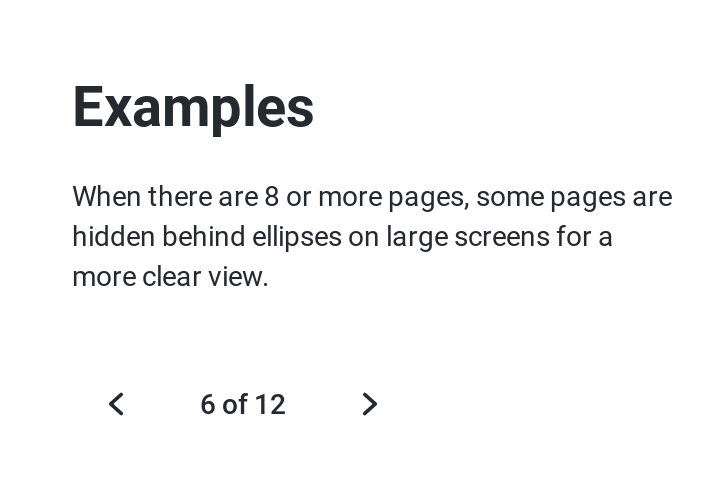 Examples
When there are 8 or more pages, some pages are
hidden behind ellipses on large screens for a
more clear view.
6 of 12